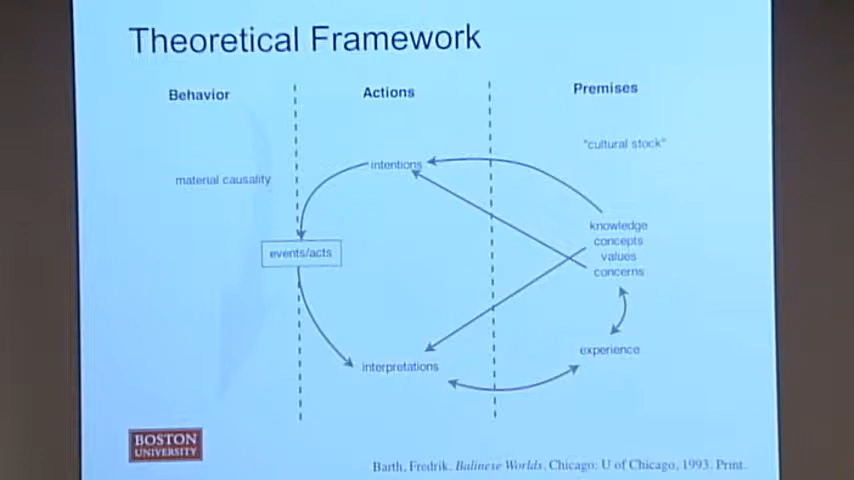 Theoretical Framework
Behavior
Actions
Premises
"cultural stock"
intentions
material causality
knowledge
concepts
values
concerns
events/acts
experience
interpretations
BOSTON
UNIVERSITY
Barth, Fredrik. Balinese Worlds. Chicago: U of Chicago, 1993. Print.